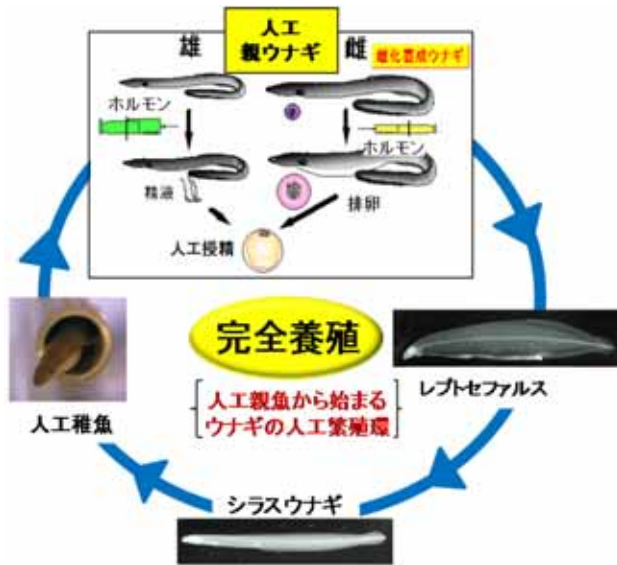 人工
親ウナギ
雄
雌
雌化養成ウナギ
ホルモン
ホルモン
精液
排卵
人工授精
完全養殖
人工親魚から始まる
ウナギの人工繁殖環
レプトセファルス
人工稚魚
シラスウナギ